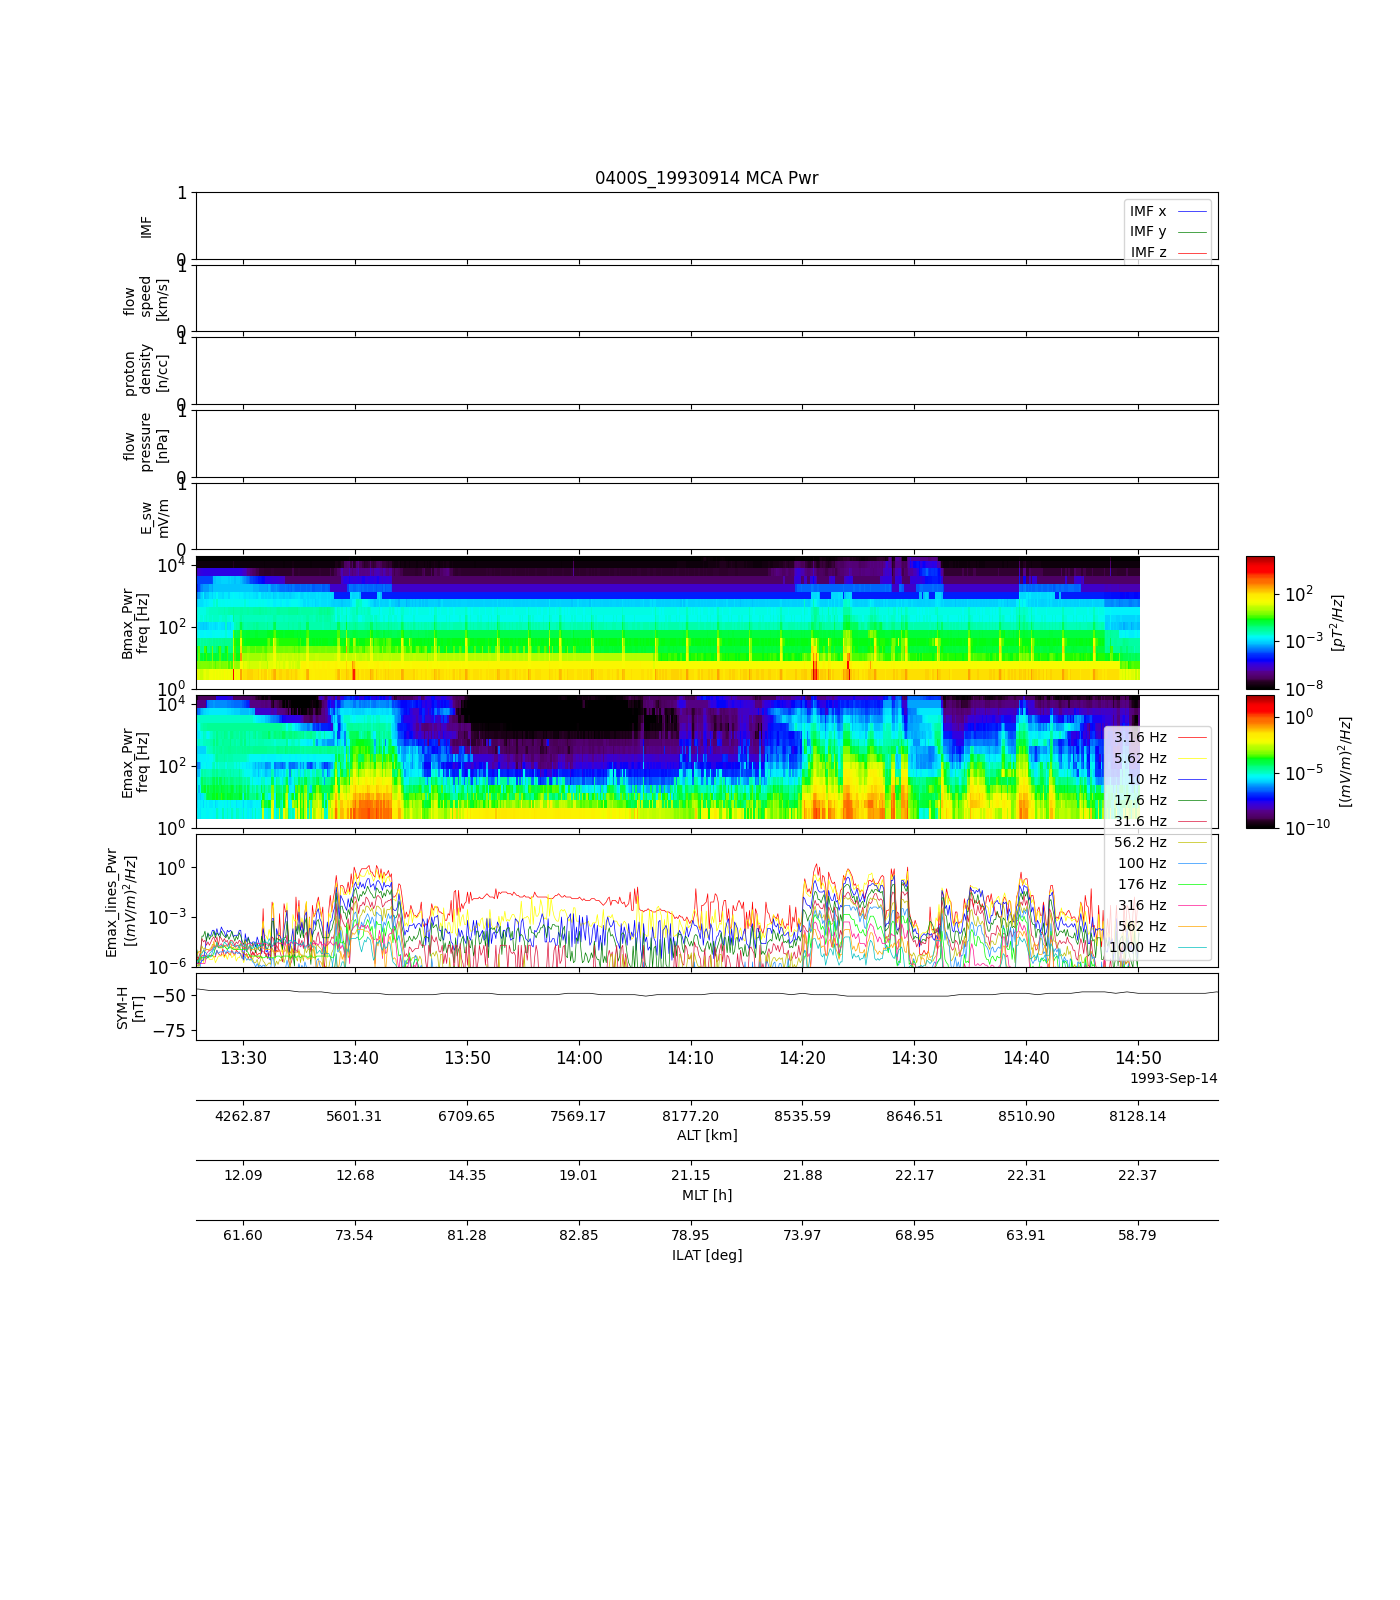 0400S_19930914 MCA Pwr
1
IMF
0
IMF x
IMF y
IMF z
1
flow
speed
[km/s]
0
1
proton
density
[n/cc]
0
1
flow
pressure
[nPa]
0
1
E_sw
mV/m
0
10^4
10^2
10^0
Bmax_Pwr
freq [Hz]
10^2
10^-3
10^-8
[pT^2/Hz]
10^4
10^2
10^0
Emax_Pwr
freq [Hz]
10^0
10^-5
10^-10
[(mV/m)^2/Hz]
3.16 Hz
5.62 Hz
10 Hz
17.6 Hz
31.6 Hz
56.2 Hz
100 Hz
176 Hz
316 Hz
562 Hz
1000 Hz
10^0
10^-3
10^-6
Emax_lines_Pwr
[(mV/m)^2/Hz]
−50
−75
SYM-H
[nT]
13:30 13:40 13:50 14:00 14:10 14:20 14:30 14:40 14:50
1993-Sep-14
4262.87 5601.31 6709.65 7569.17 8177.20 8535.59 8646.51 8510.90 8128.14
ALT [km]
12.09 12.68 14.35 19.01 21.15 21.88 22.17 22.31 22.37
MLT [h]
61.60 73.54 81.28 82.85 78.95 73.97 68.95 63.91 58.79
ILAT [deg]